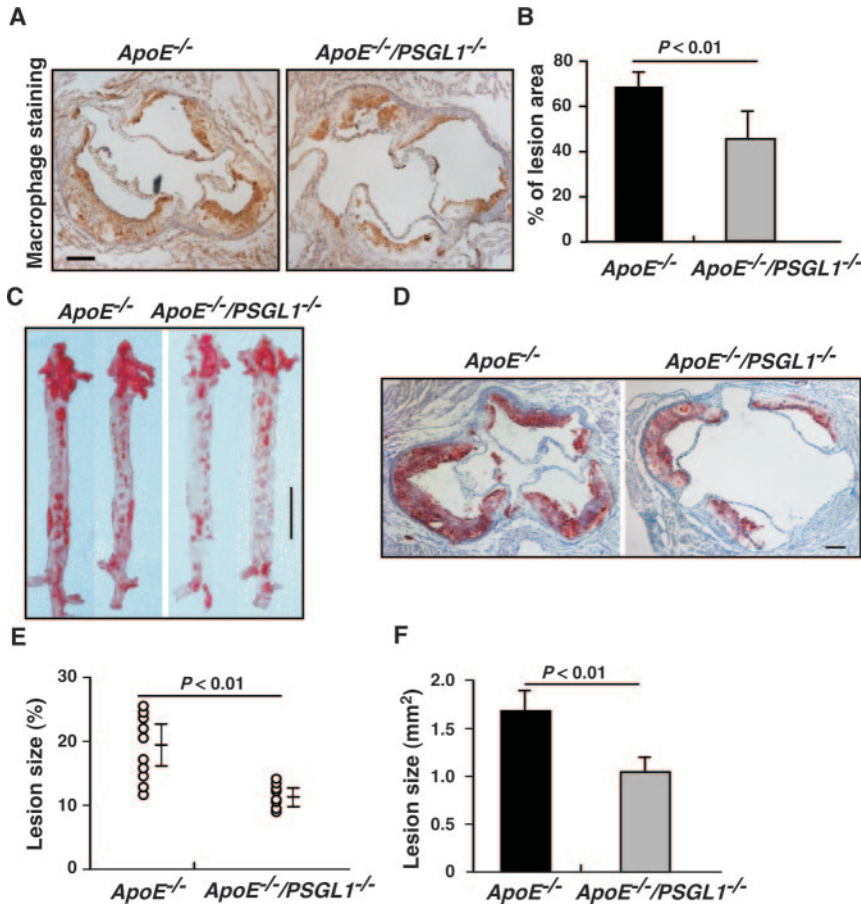 A
ApoE-/-
ApoE-/-/PSGL1-/-
Macrophage staining
B
P < 0.01
% of lesion area
80
60
40
20
0
ApoE-/-
ApoE-/-/PSGL1-/-
C
ApoE-/-
ApoE-/-/PSGL1-/-
D
ApoE-/-
ApoE-/-/PSGL1-/-
E
P < 0.01
Lesion size (%)
30
20
10
0
ApoE-/-
ApoE-/-/PSGL1-/-
F
P < 0.01
Lesion size (mm²)
2.0
1.5
1.0
0.5
0
ApoE-/-
ApoE-/-/PSGL1-/-